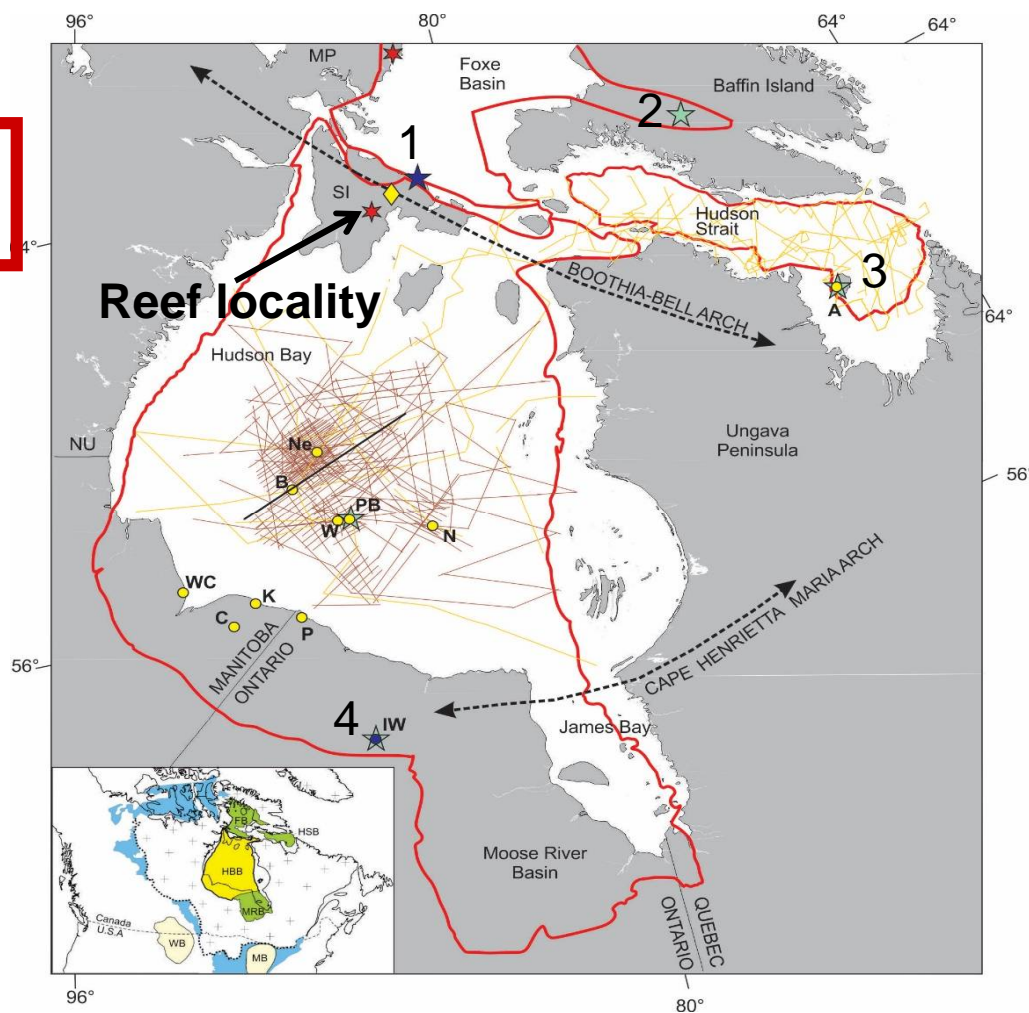 96°
80°
64°
64°
MP
Foxe
Basin
Baffin Island
2
1
SI
Hudson
Strait
Reef locality
BOOTHIA-BELL ARCH
3
A
64°
Hudson Bay
NU
Ne
B
PB
W
N
Ungava
Peninsula
56°
WC
K
C
P
MANITOBA
ONTARIO
CAPE HENRIETTA MARIA ARCH
56°
4
IW
James Bay
Moose River
Basin
ONTARIO
QUEBEC
FB
HSB
HBB
MRB
Canada
U.S.A
WB
MB
96°
80°